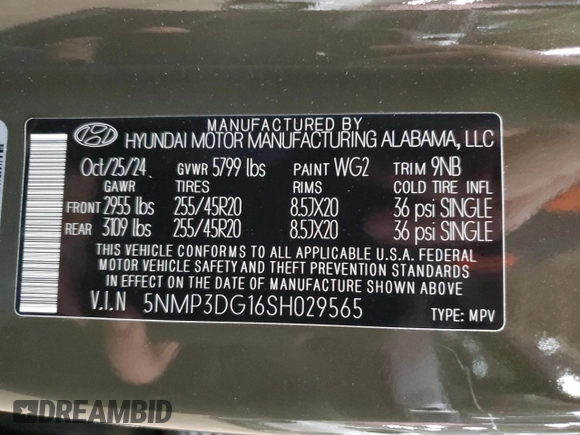 MANUFACTURED BY
HYUNDAI MOTOR MANUFACTURING ALABAMA, LLC
Oct/25/24 GVWR 5799 lbs PAINT WG2 TRIM 9NB
GAWR TIRES RIMS COLD TIRE INFL
FRONT 2955 lbs 255/45R20 8.5JX20 36 psi SINGLE
REAR 3109 lbs 255/45R20 8.5JX20 36 psi SINGLE
THIS VEHICLE CONFORMS TO ALL APPLICABLE U.S.A. FEDERAL
MOTOR VEHICLE SAFETY AND THEFT PREVENTION STANDARDS
IN EFFECT ON THE DATE OF MANUFACTURE SHOWN ABOVE.
V.I.N 5NMP3DG16SH029565 TYPE: MPV
DREAMBID